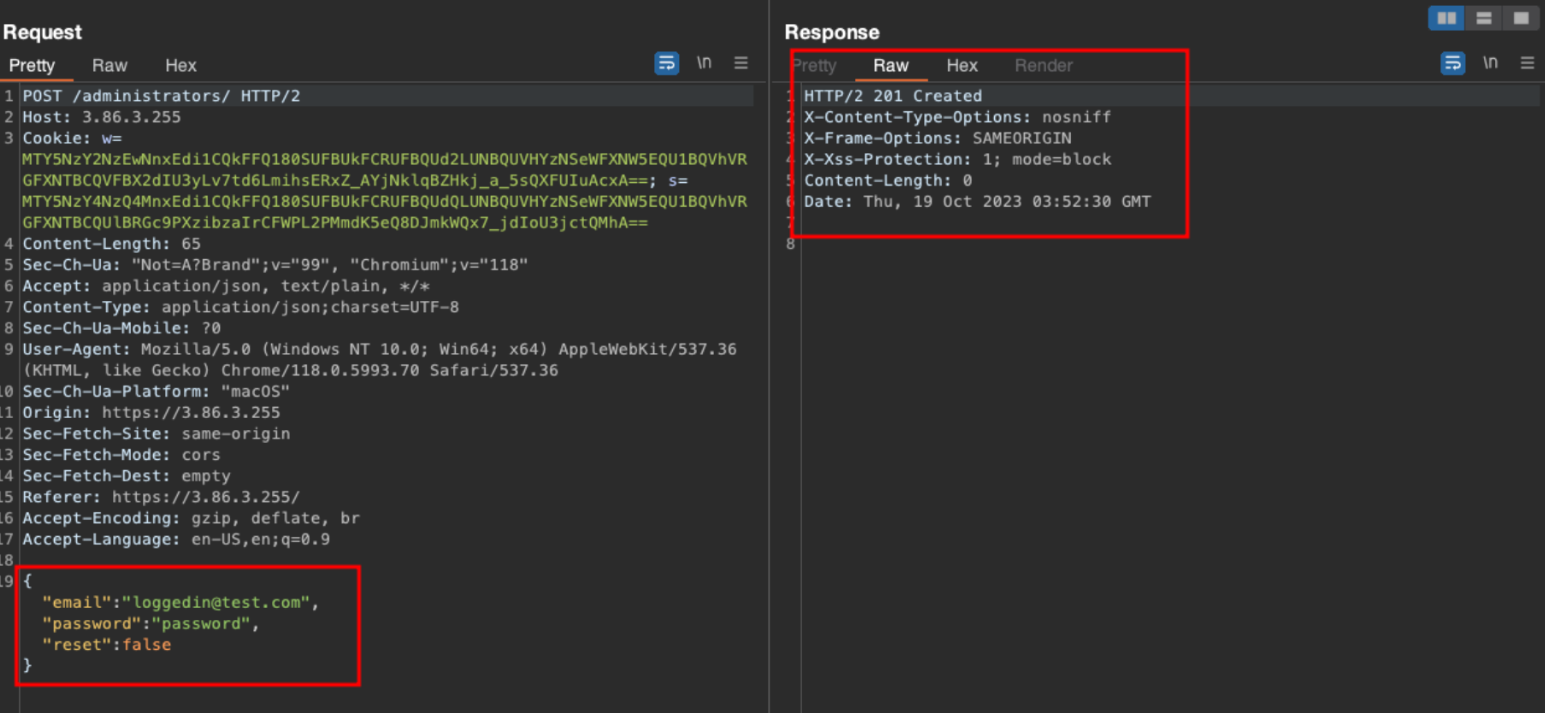 Request
Pretty Raw Hex \n
1 POST /administrators/ HTTP/2
2 Host: 3.86.3.255
3 Cookie: w=
MTY5NzY2NzEwNnxEdi1CQkFFQ180SUFBUkFCRUFBQUd2LUNBQUVHYzNSeWFXNW5EQU1BQVhVR
GFXNTBCQVFBX2dIU3yLv7td6LmihsERxZ_AYjNklqBZHkj_a_5sQXFUIuAcxA==; s=
MTY5NzY4NzQ4MnxEdi1CQkFFQ180SUFBUkFCRUFBQUdQLUNBQUVHYzNSeWFXNW5EQU1BQVhVR
GFXNTBCQUlBRGc9PXzibzaIrCFWPL2PMmdK5eQ8DJmkWQx7_jdIoU3jctQMhA==
4 Content-Length: 65
5 Sec-Ch-Ua: "Not=A?Brand";v="99", "Chromium";v="118"
6 Accept: application/json, text/plain, */*
7 Content-Type: application/json;charset=UTF-8
8 Sec-Ch-Ua-Mobile: ?0
9 User-Agent: Mozilla/5.0 (Windows NT 10.0; Win64; x64) AppleWebKit/537.36
(KHTML, like Gecko) Chrome/118.0.5993.70 Safari/537.36
10 Sec-Ch-Ua-Platform: "macOS"
11 Origin: https://3.86.3.255
12 Sec-Fetch-Site: same-origin
13 Sec-Fetch-Mode: cors
14 Sec-Fetch-Dest: empty
15 Referer: https://3.86.3.255/
16 Accept-Encoding: gzip, deflate, br
17 Accept-Language: en-US,en;q=0.9
18
19 {
"email":"loggedin@test.com",
"password":"password",
"reset":false
}
Response
Pretty Raw Hex Render \n
1 HTTP/2 201 Created
2 X-Content-Type-Options: nosniff
3 X-Frame-Options: SAMEORIGIN
4 X-Xss-Protection: 1; mode=block
5 Content-Length: 0
6 Date: Thu, 19 Oct 2023 03:52:30 GMT
7
8